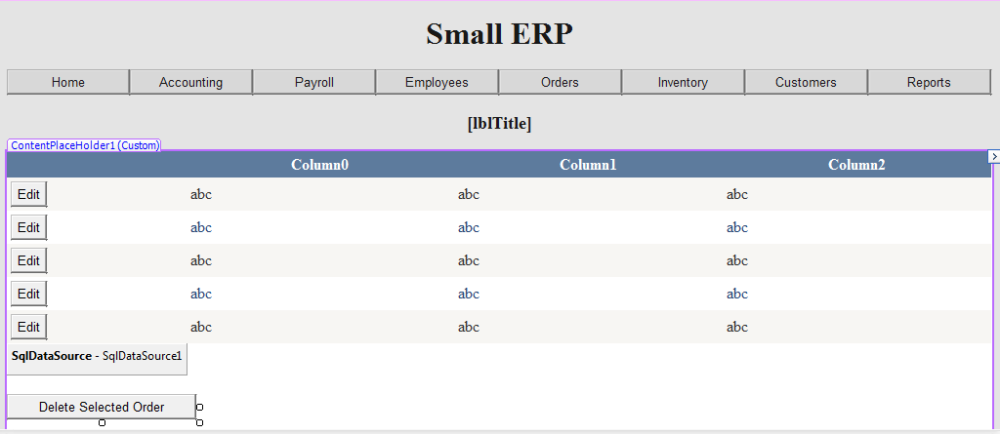 Small ERP
Home Accounting Payroll Employees Orders Inventory Customers Reports
[lblTitle]
ContentPlaceHolder1 (Custom)
Column0 Column1 Column2
Edit abc abc abc
Edit abc abc abc
Edit abc abc abc
Edit abc abc abc
Edit abc abc abc
SqlDataSource - SqlDataSource1
Delete Selected Order